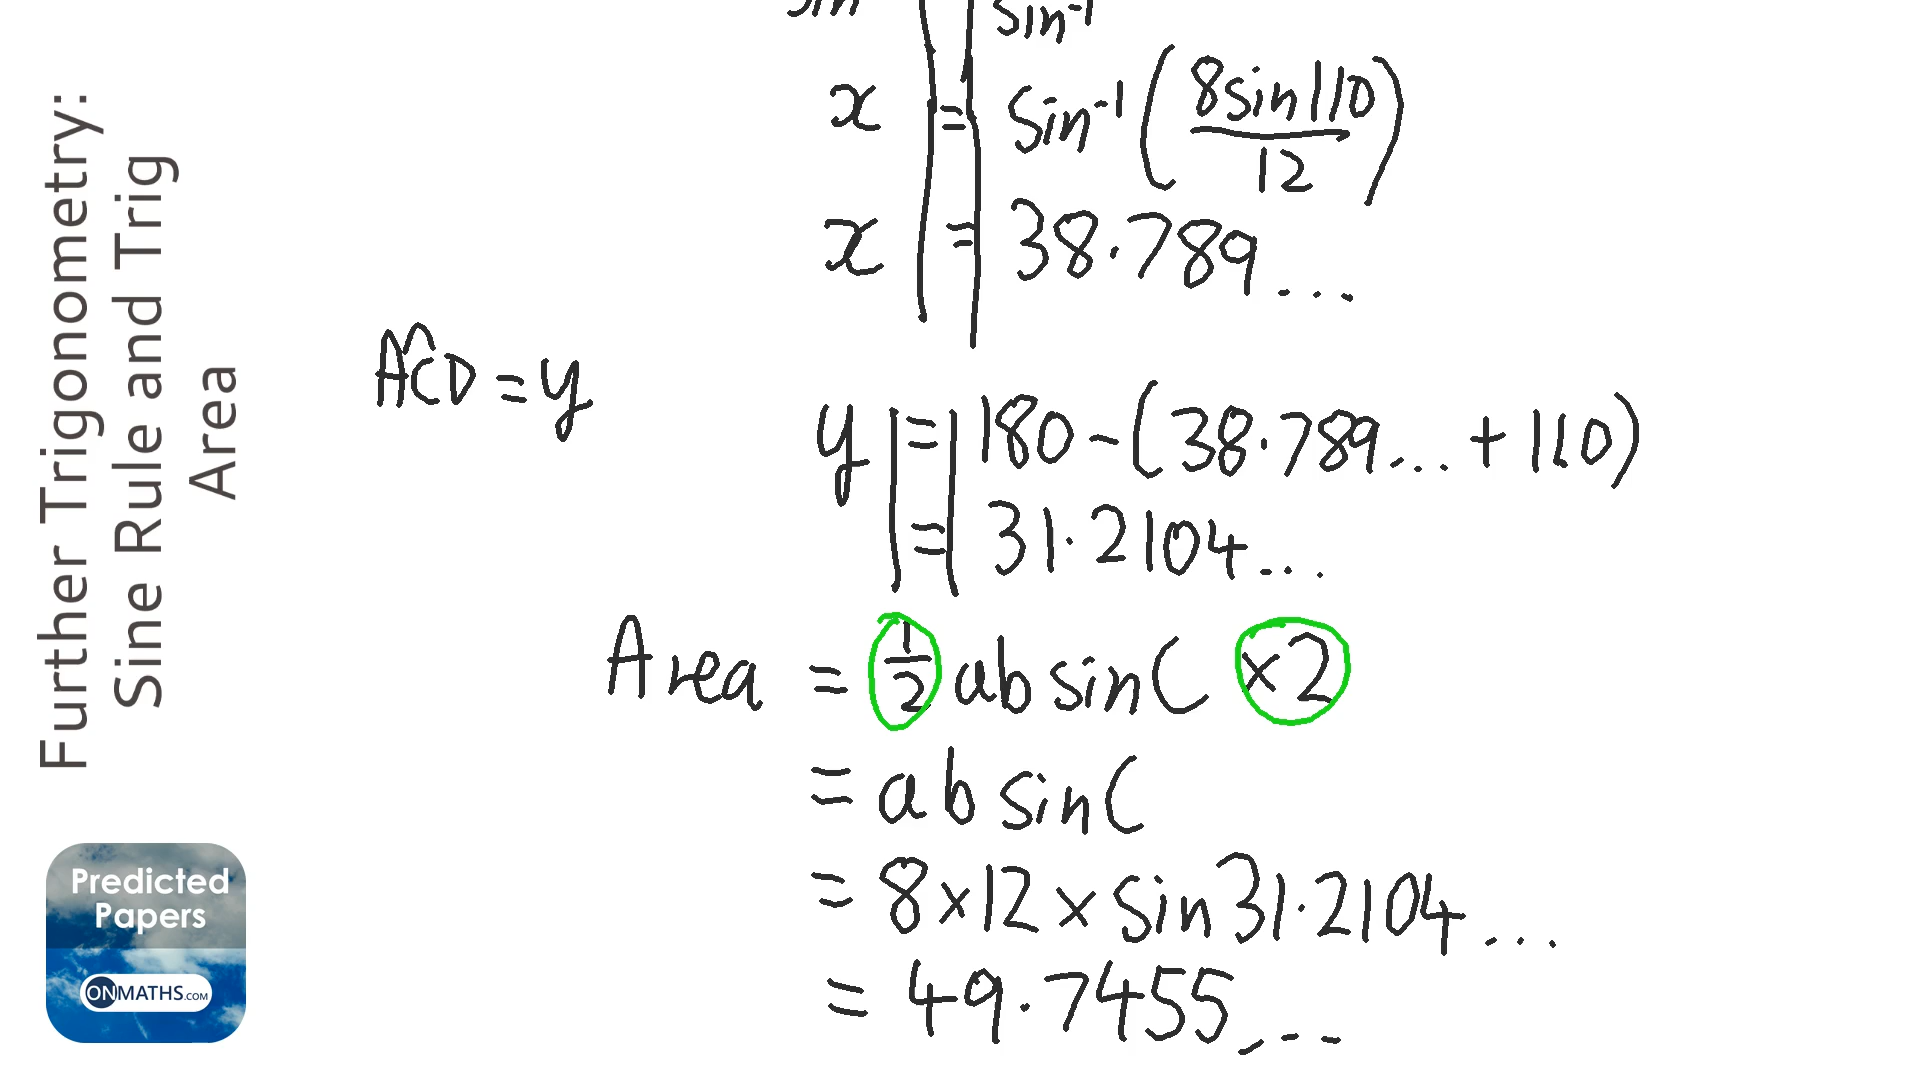 Further Trigonometry:
Sine Rule and Trig
Area
sin sin⁻¹
x = sin⁻¹(8sin110/12)
x = 38.789...
AĈD = y
y = 180 - (38.789... + 110)
= 31.2104...
Area = 1/2 ab sinC ×2
= ab sinC
= 8×12×sin31.2104...
= 49.7455...
Predicted
Papers
ONMATHS.COM